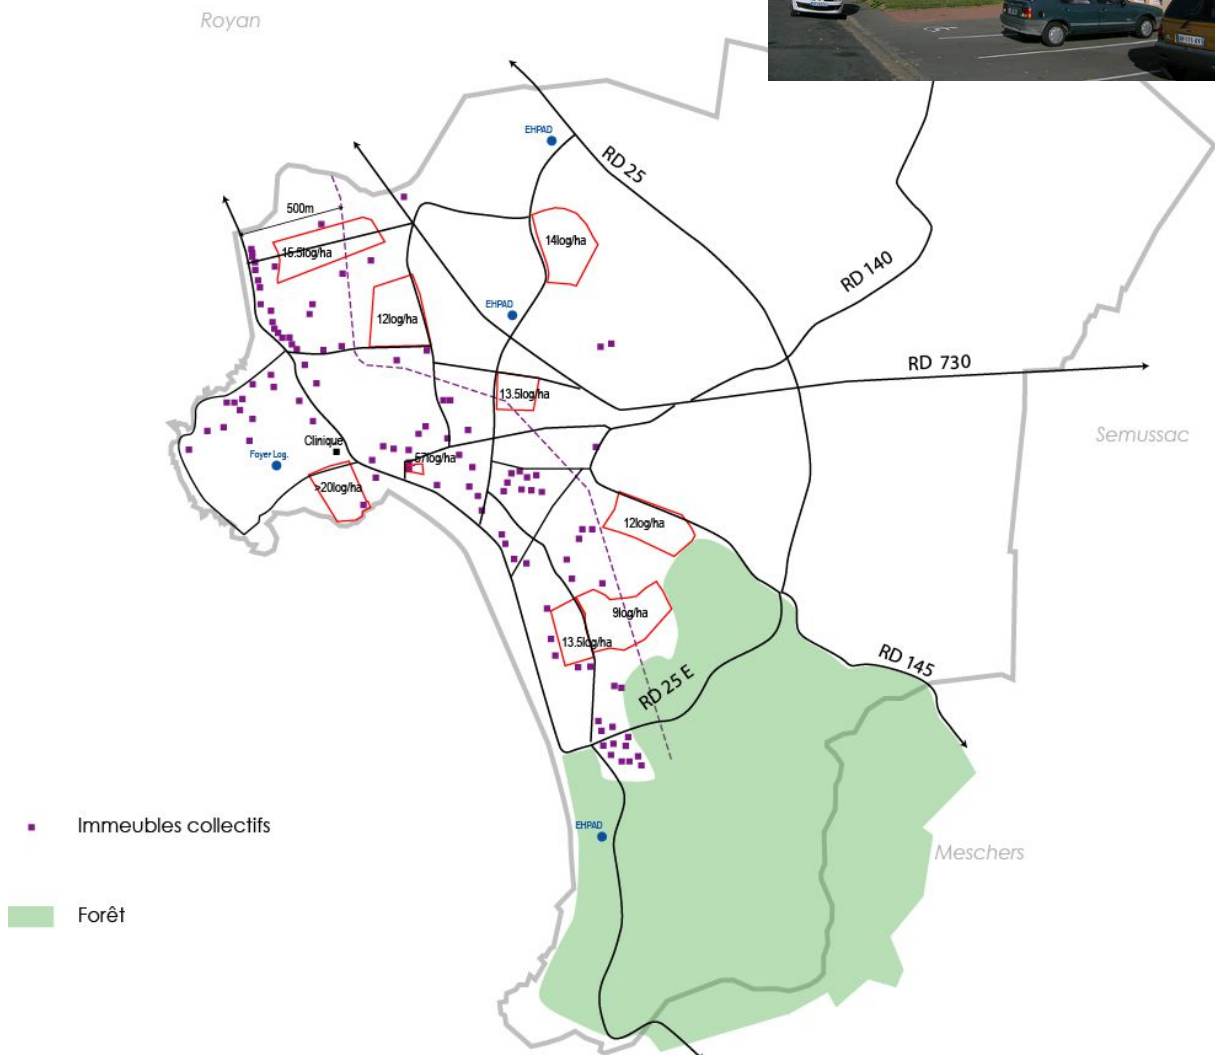 Royan
EHPAD
RD 25
500m
15.5log/ha
14log/ha
RD 140
EHPAD
12log/ha
RD 730
13.5log/ha
Semussac
Clinique
Foyer Log.
57log/ha
>20log/ha
12log/ha
9log/ha
13.5log/ha
RD 145
RD 25 E
Immeubles collectifs
EHPAD
Meschers
Forêt